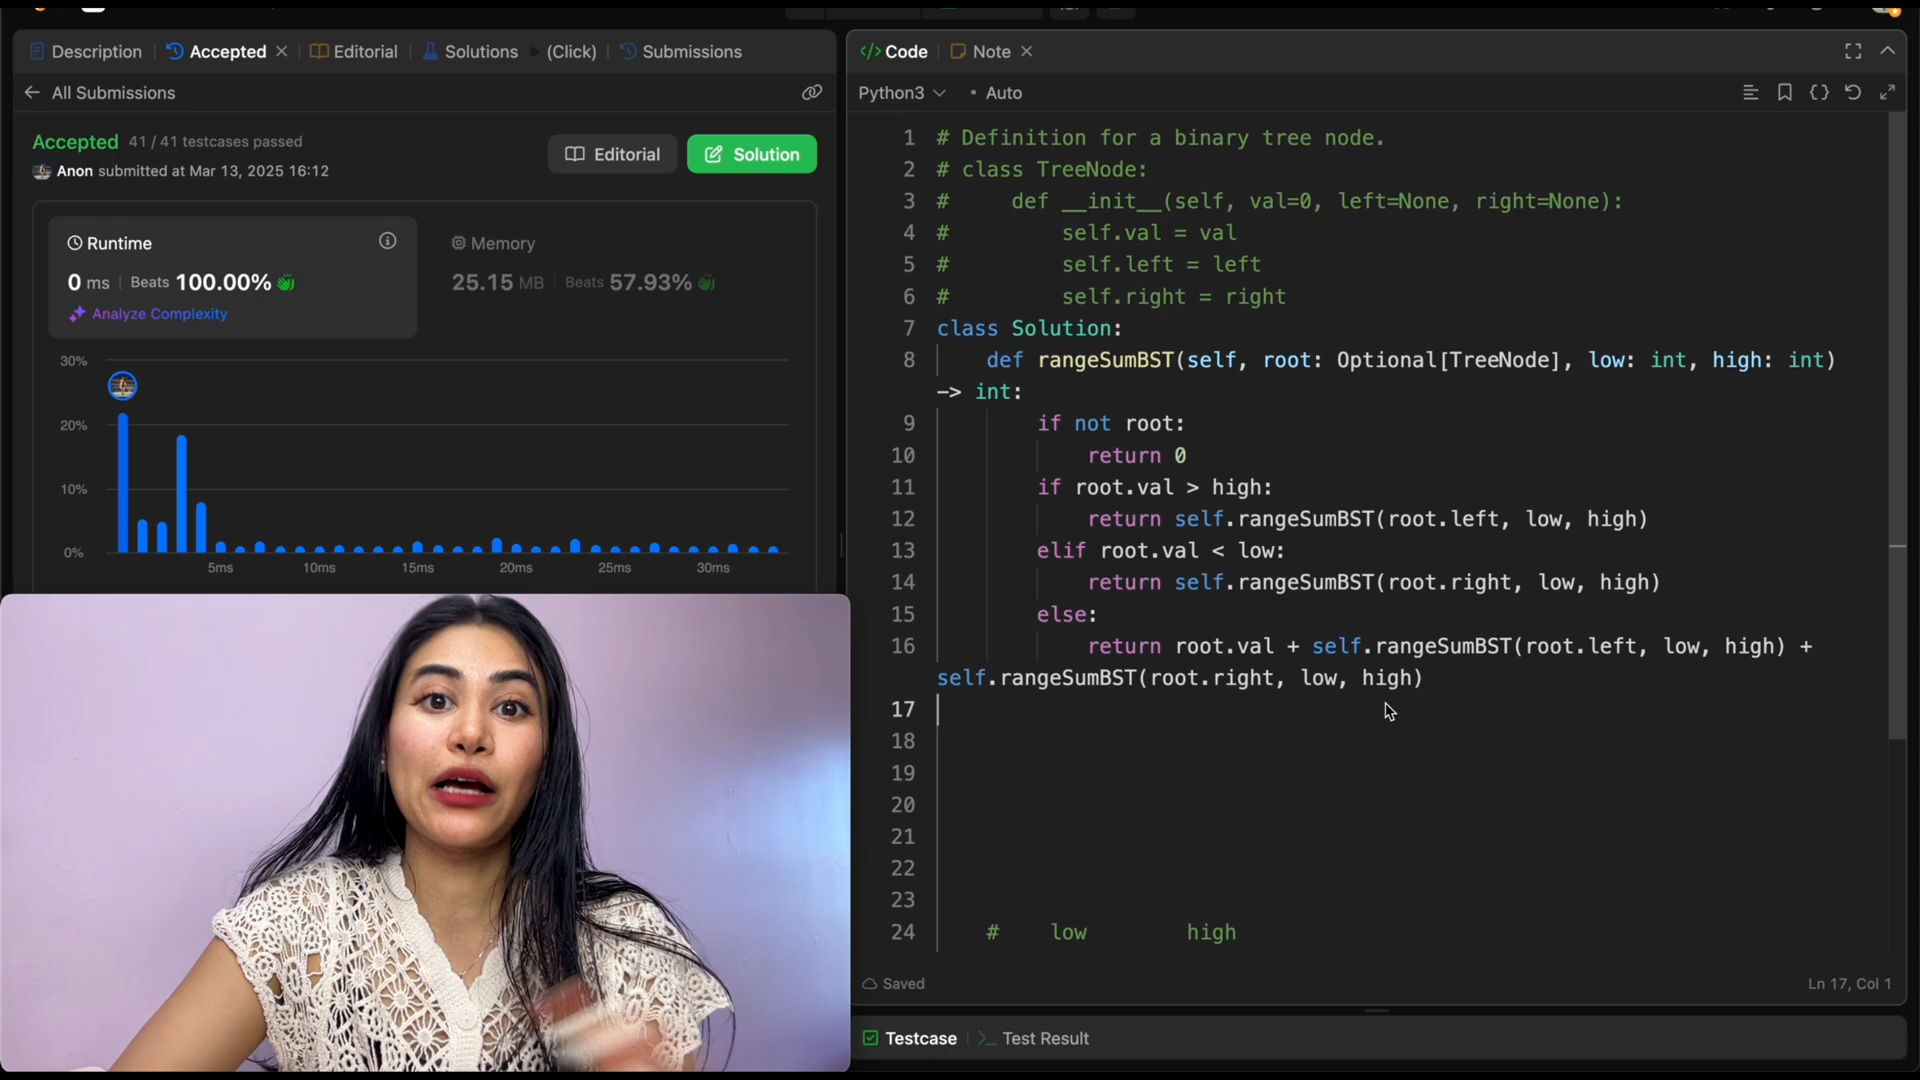 Description
Accepted
Editorial
Solutions
(Click)
Submissions
All Submissions
Accepted 41 / 41 testcases passed
Anon submitted at Mar 13, 2025 16:12
Editorial
Solution
Runtime
0 ms | Beats 100.00%
Analyze Complexity
Memory
25.15 MB | Beats 57.93%
30%
20%
10%
0%
5ms 10ms 15ms 20ms 25ms 30ms
</> Code
Note
Python3
• Auto
1 # Definition for a binary tree node.
2 # class TreeNode:
3 #     def __init__(self, val=0, left=None, right=None):
4 #         self.val = val
5 #         self.left = left
6 #         self.right = right
7 class Solution:
8     def rangeSumBST(self, root: Optional[TreeNode], low: int, high: int)
-> int:
9         if not root:
10             return 0
11         if root.val > high:
12             return self.rangeSumBST(root.left, low, high)
13         elif root.val < low:
14             return self.rangeSumBST(root.right, low, high)
15         else:
16             return root.val + self.rangeSumBST(root.left, low, high) +
self.rangeSumBST(root.right, low, high)
17
18
19
20
21
22
23
24     #    low        high
Saved
Ln 17, Col 1
Testcase
Test Result